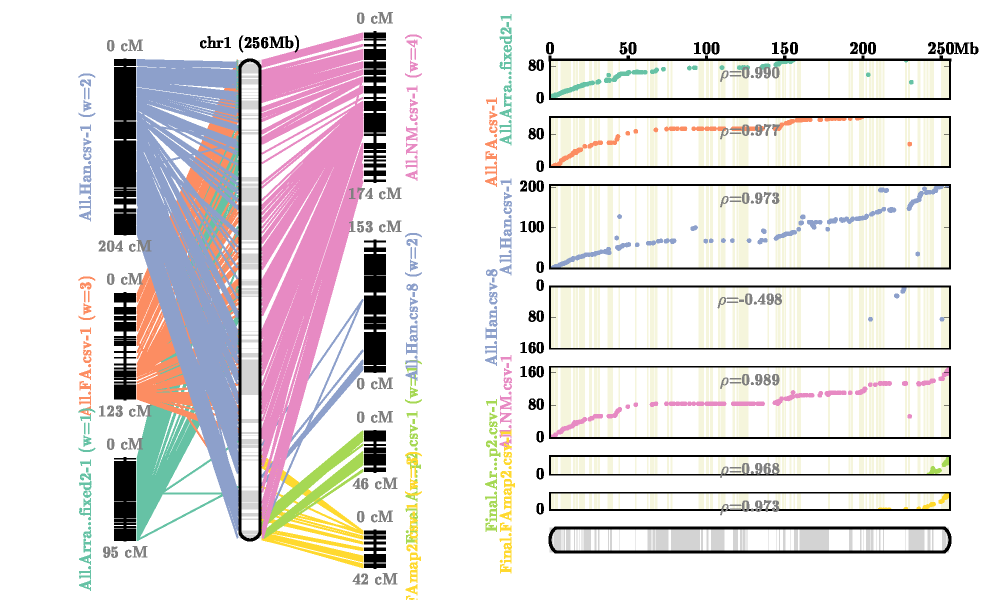 0 cM
0 cM
chr1 (256Mb)
All.Han.csv-1 (w=2)
All.NM.csv-1 (w=4)
204 cM
174 cM
153 cM
0 cM
All.FA.csv-1 (w=3)
All.Han.csv-8 (w=2)
123 cM
0 cM
0 cM
0 cM
All.Arra...fixed2-1 (w=1)
Final.Ar...p2.csv-1 (w=1)
95 cM
46 cM
0 cM
42 cM
0 50 100 150 200 250Mb
All.Arra...fixed2-1
80
0
ρ=0.990
All.FA.csv-1
80
0
ρ=0.977
All.Han.csv-1
200
100
0
ρ=0.973
All.Han.csv-8
0
80
160
ρ=-0.498
All.NM.csv-1
160
80
0
ρ=0.989
Final.Ar...p2.csv-1
0
ρ=0.968
Final.FAmap2.csv-1
0
ρ=0.973